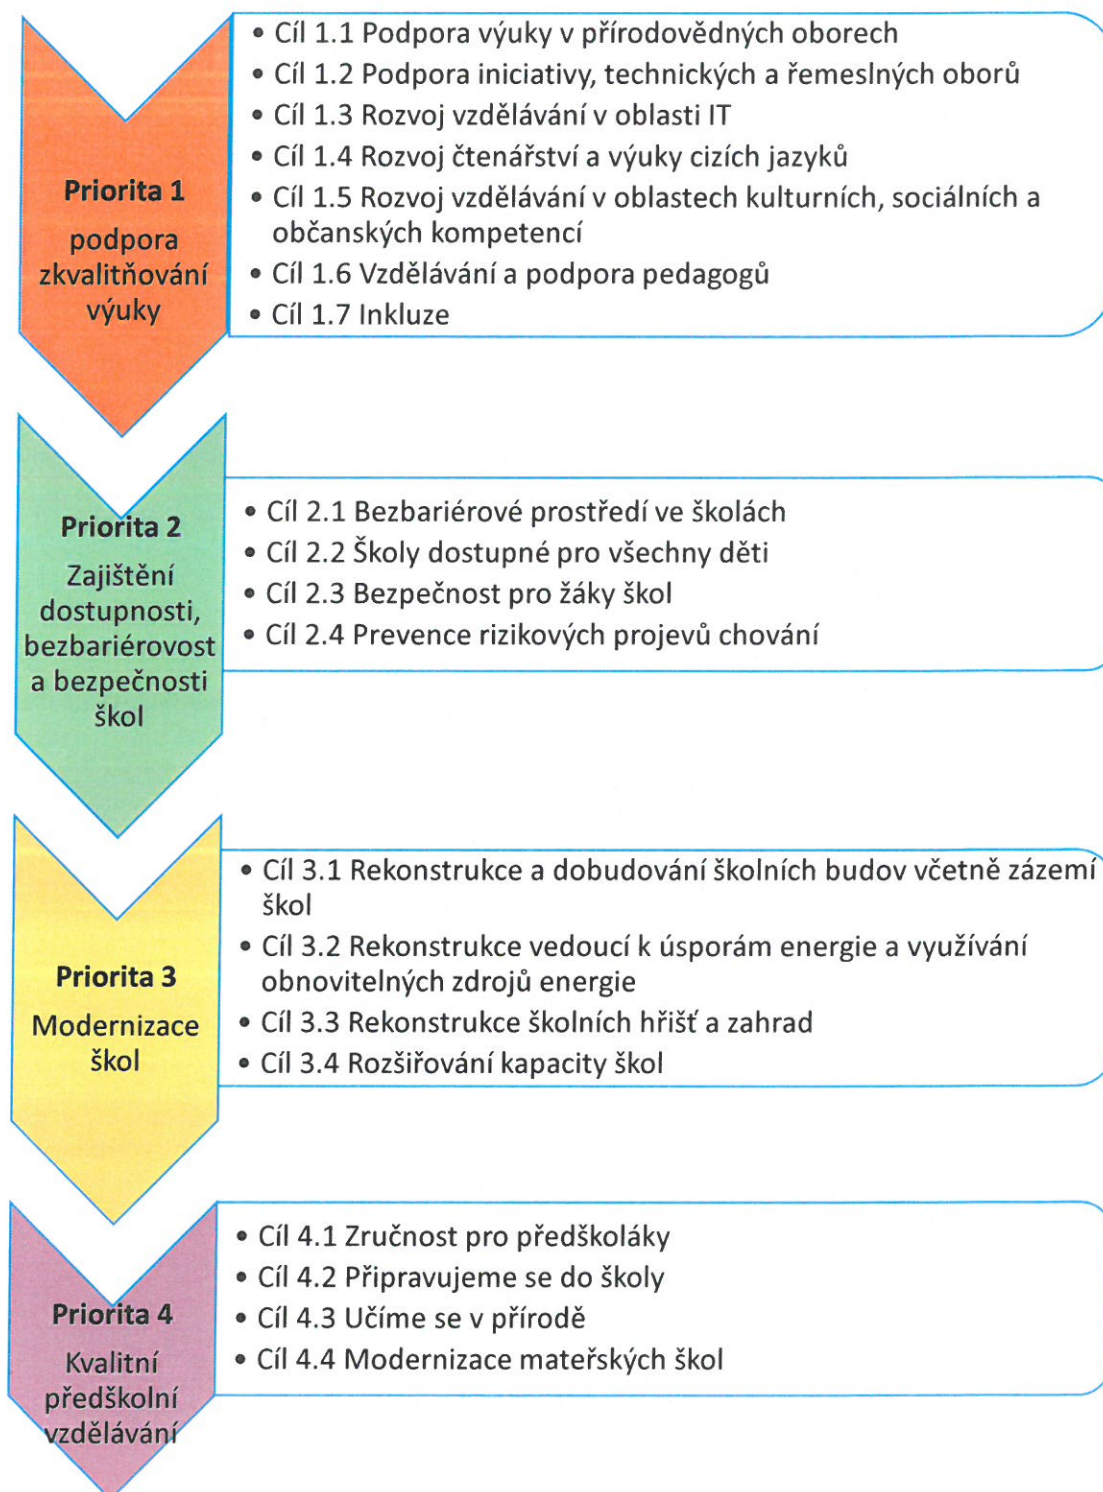 Priorita 1
podpora
zkvalitňování
výuky
• Cíl 1.1 Podpora výuky v přírodovědných oborech
• Cíl 1.2 Podpora iniciativy, technických a řemeslných oborů
• Cíl 1.3 Rozvoj vzdělávání v oblasti IT
• Cíl 1.4 Rozvoj čtenářství a výuky cizích jazyků
• Cíl 1.5 Rozvoj vzdělávání v oblastech kulturních, sociálních a
občanských kompetencí
• Cíl 1.6 Vzdělávání a podpora pedagogů
• Cíl 1.7 Inkluze
Priorita 2
Zajištění
dostupnosti,
bezbariérovost
a bezpečnosti
škol
• Cíl 2.1 Bezbariérové prostředí ve školách
• Cíl 2.2 Školy dostupné pro všechny děti
• Cíl 2.3 Bezpečnost pro žáky škol
• Cíl 2.4 Prevence rizikových projevů chování
Priorita 3
Modernizace
škol
• Cíl 3.1 Rekonstrukce a dobudování školních budov včetně zázemí
škol
• Cíl 3.2 Rekonstrukce vedoucí k úsporám energie a využívání
obnovitelných zdrojů energie
• Cíl 3.3 Rekonstrukce školních hřišť a zahrad
• Cíl 3.4 Rozšiřování kapacity škol
Priorita 4
Kvalitní
předškolní
vzdělávání
• Cíl 4.1 Zručnost pro předškoláky
• Cíl 4.2 Připravujeme se do školy
• Cíl 4.3 Učíme se v přírodě
• Cíl 4.4 Modernizace mateřských škol